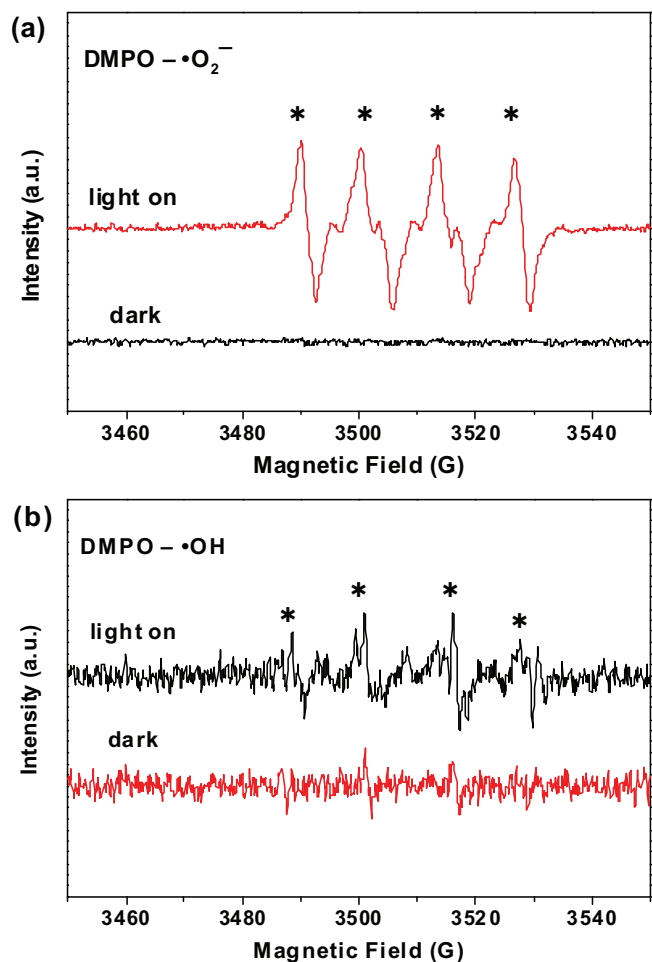 (a)
DMPO – •O₂⁻
* * * *
light on
dark
Intensity (a.u.)
3460 3480 3500 3520 3540
Magnetic Field (G)
(b)
DMPO – •OH
* * * *
light on
dark
Intensity (a.u.)
3460 3480 3500 3520 3540
Magnetic Field (G)